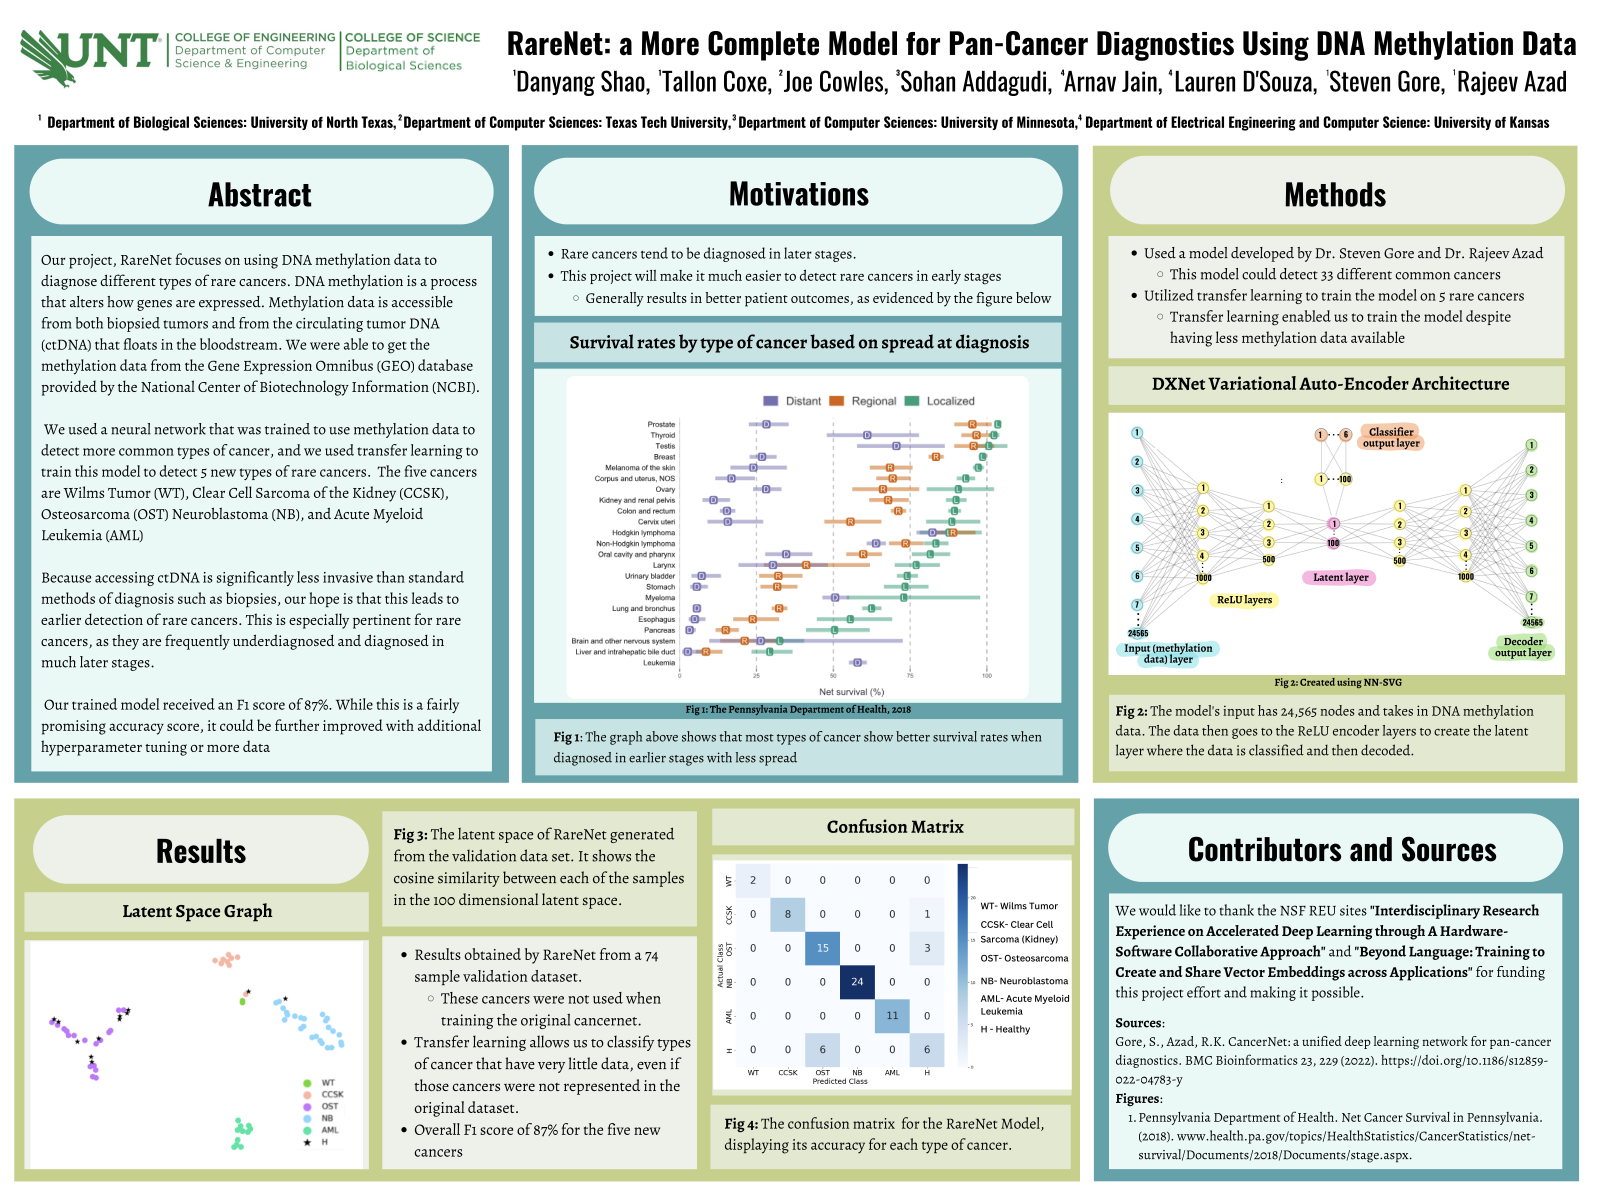 UNT
COLLEGE OF ENGINEERING
Department of Computer
Science & Engineering
COLLEGE OF SCIENCE
Department of
Biological Sciences
RareNet: a More Complete Model for Pan-Cancer Diagnostics Using DNA Methylation Data
¹Danyang Shao, ¹Tallon Coxe, ²Joe Cowles, ³Sohan Addagudi, ⁴Arnav Jain, ⁴Lauren D'Souza, ¹Steven Gore, ¹Rajeev Azad
¹ Department of Biological Sciences: University of North Texas, ² Department of Computer Sciences: Texas Tech University, ³ Department of Computer Sciences: University of Minnesota, ⁴ Department of Electrical Engineering and Computer Science: University of Kansas
Abstract
Our project, RareNet focuses on using DNA methylation data to
diagnose different types of rare cancers. DNA methylation is a process
that alters how genes are expressed. Methylation data is accessible
from both biopsied tumors and from the circulating tumor DNA
(ctDNA) that floats in the bloodstream. We were able to get the
methylation data from the Gene Expression Omnibus (GEO) database
provided by the National Center of Biotechnology Information (NCBI).
We used a neural network that was trained to use methylation data to
detect more common types of cancer, and we used transfer learning to
train this model to detect 5 new types of rare cancers. The five cancers
are Wilms Tumor (WT), Clear Cell Sarcoma of the Kidney (CCSK),
Osteosarcoma (OST) Neuroblastoma (NB), and Acute Myeloid
Leukemia (AML)
Because accessing ctDNA is significantly less invasive than standard
methods of diagnosis such as biopsies, our hope is that this leads to
earlier detection of rare cancers. This is especially pertinent for rare
cancers, as they are frequently underdiagnosed and diagnosed in
much later stages.
Our trained model received an F1 score of 87%. While this is a fairly
promising accuracy score, it could be further improved with additional
hyperparameter tuning or more data
Motivations
• Rare cancers tend to be diagnosed in later stages.
• This project will make it much easier to detect rare cancers in early stages
○ Generally results in better patient outcomes, as evidenced by the figure below
Survival rates by type of cancer based on spread at diagnosis
Distant Regional Localized
Prostate D R L
Thyroid D R L
Testis D R L
Breast D R L
Melanoma of the skin D R L
Corpus and uterus, NOS D R L
Ovary D R L
Kidney and renal pelvis D R L
Colon and rectum D R L
Cervix uteri D R L
Hodgkin lymphoma D L R
Non-Hodgkin lymphoma D R L
Oral cavity and pharynx D R L
Larynx D R L
Urinary bladder D R L
Stomach D R L
Myeloma D L
Lung and bronchus D R L
Esophagus D R L
Pancreas D R L
Brain and other nervous system R D L
Liver and intrahepatic bile duct D R L
Leukemia D
0 25 50 75 100
Net survival (%)
Fig 1: The Pennsylvania Department of Health, 2018
Fig 1: The graph above shows that most types of cancer show better survival rates when
diagnosed in earlier stages with less spread
Methods
• Used a model developed by Dr. Steven Gore and Dr. Rajeev Azad
○ This model could detect 33 different common cancers
• Utilized transfer learning to train the model on 5 rare cancers
○ Transfer learning enabled us to train the model despite
having less methylation data available
DXNet Variational Auto-Encoder Architecture
1 2 3 4 5 6 7 24565
Input (methylation
data) layer
1 2 3 4 1000
1 2 3 500
ReLU layers
1 6
1 100
Classifier
output layer
1 100
Latent layer
1 2 3 500
1 2 3 4 1000
1 2 3 4 5 6 7 24565
Decoder
output layer
Fig 2: Created using NN-SVG
Fig 2: The model's input has 24,565 nodes and takes in DNA methylation
data. The data then goes to the ReLU encoder layers to create the latent
layer where the data is classified and then decoded.
Results
Latent Space Graph
WT
CCSK
OST
NB
AML
H
Fig 3: The latent space of RareNet generated
from the validation data set. It shows the
cosine similarity between each of the samples
in the 100 dimensional latent space.
• Results obtained by RareNet from a 74
sample validation dataset.
○ These cancers were not used when
training the original cancernet.
• Transfer learning allows us to classify types
of cancer that have very little data, even if
those cancers were not represented in the
original dataset.
• Overall F1 score of 87% for the five new
cancers
Confusion Matrix
Actual Class
WT 2 0 0 0 0 0
CCSK 0 8 0 0 0 1
OST 0 0 15 0 0 3
NB 0 0 0 24 0 0
AML 0 0 0 0 11 0
H 0 0 6 0 0 6
WT CCSK OST NB AML H
Predicted Class
20
15
10
5
0
WT- Wilms Tumor
CCSK- Clear Cell
Sarcoma (Kidney)
OST- Osteosarcoma
NB- Neuroblastoma
AML- Acute Myeloid
Leukemia
H - Healthy
Fig 4: The confusion matrix for the RareNet Model,
displaying its accuracy for each type of cancer.
Contributors and Sources
We would like to thank the NSF REU sites "Interdisciplinary Research
Experience on Accelerated Deep Learning through A Hardware-
Software Collaborative Approach" and "Beyond Language: Training to
Create and Share Vector Embeddings across Applications" for funding
this project effort and making it possible.
Sources:
Gore, S., Azad, R.K. CancerNet: a unified deep learning network for pan-cancer
diagnostics. BMC Bioinformatics 23, 229 (2022). https://doi.org/10.1186/s12859-
022-04783-y
Figures:
1. Pennsylvania Department of Health. Net Cancer Survival in Pennsylvania.
(2018). www.health.pa.gov/topics/HealthStatistics/CancerStatistics/net-
survival/Documents/2018/Documents/stage.aspx.